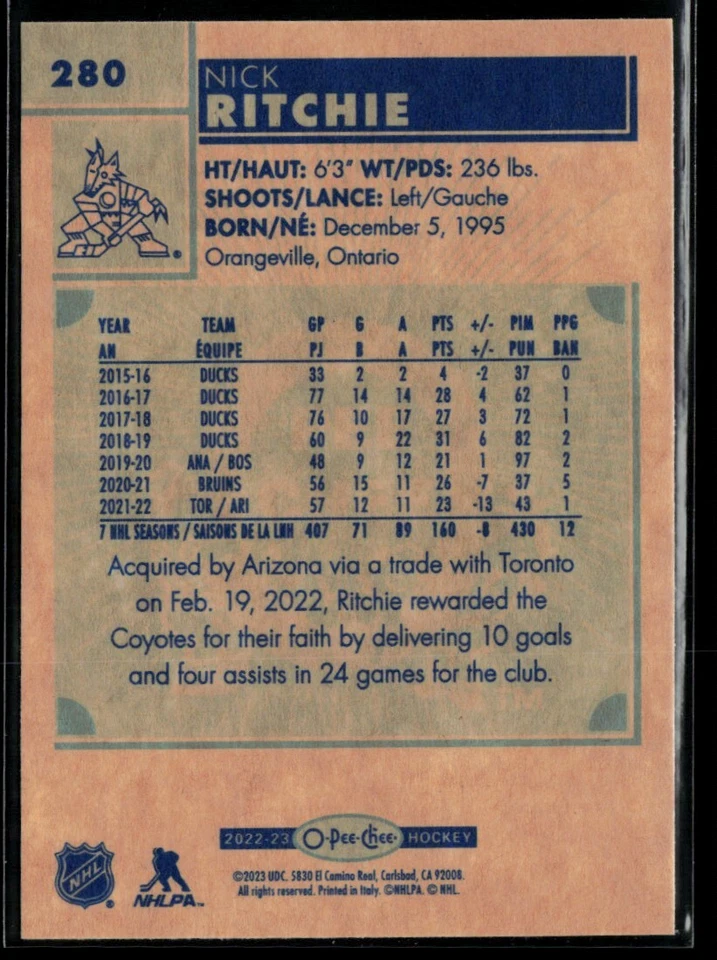 280
NICK
RITCHIE
HT/HAUT: 6'3" WT/PDS: 236 lbs.
SHOOTS/LANCE: Left/Gauche
BORN/NÉ: December 5, 1995
Orangeville, Ontario
YEAR TEAM GP G A PTS +/- PIM PPG
AN ÉQUIPE PJ B A PTS +/- PUN BAN
2015-16 DUCKS 33 2 2 4 -2 37 0
2016-17 DUCKS 77 14 14 28 4 62 1
2017-18 DUCKS 76 10 17 27 3 72 1
2018-19 DUCKS 60 9 22 31 6 82 2
2019-20 ANA / BOS 48 9 12 21 1 97 2
2020-21 BRUINS 56 15 11 26 -7 37 5
2021-22 TOR / ARI 57 12 11 23 -13 43 1
7 NHL SEASONS / SAISONS DE LA LNH 407 71 89 160 -8 430 12
Acquired by Arizona via a trade with Toronto
on Feb. 19, 2022, Ritchie rewarded the
Coyotes for their faith by delivering 10 goals
and four assists in 24 games for the club.
2022-23 O-Pee-Chee HOCKEY
NHL
NHLPA™
©2023 UDC. 5830 El Camino Real, Carlsbad, CA 92008.
All rights reserved. Printed in Italy. ©NHLPA. © NHL.